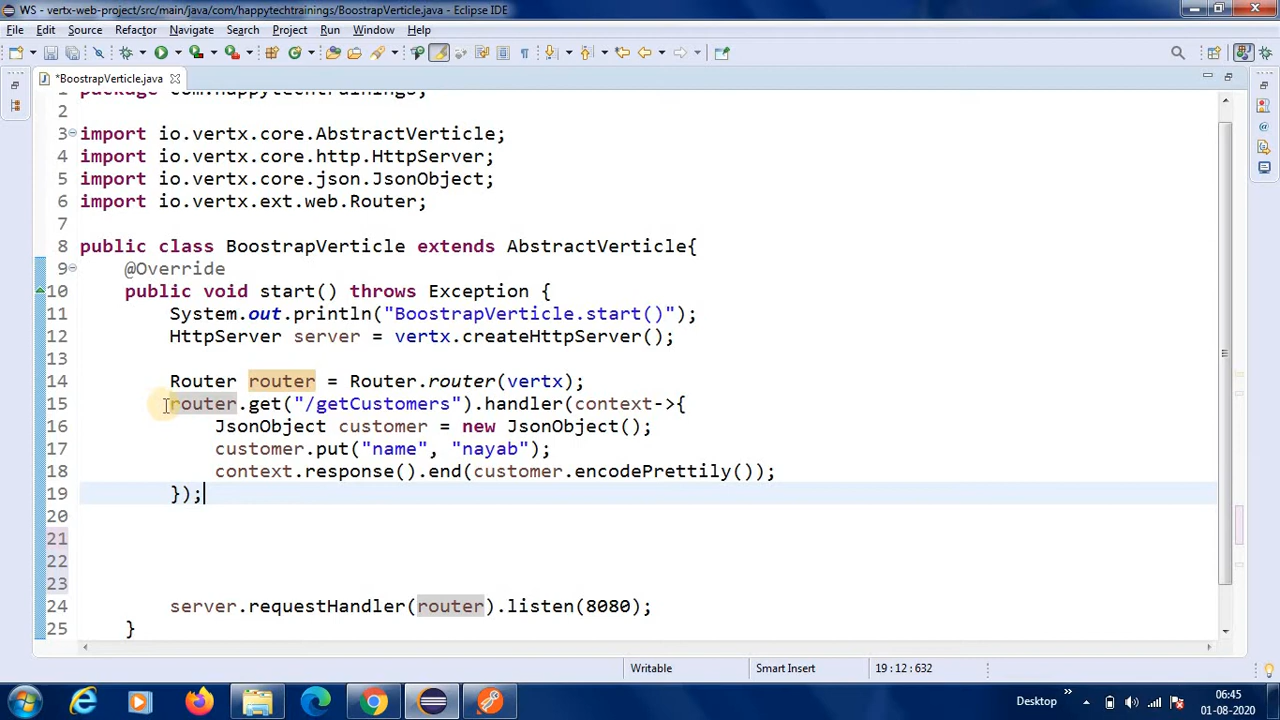 WS - vertx-web-project/src/main/java/com/happytechtrainings/BoostrapVerticle.java - Eclipse IDE
File Edit Source Refactor Navigate Search Project Run Window Help
*BoostrapVerticle.java
1 package com.happytechtrainings;
2
3 import io.vertx.core.AbstractVerticle;
4 import io.vertx.core.http.HttpServer;
5 import io.vertx.core.json.JsonObject;
6 import io.vertx.ext.web.Router;
7
8 public class BoostrapVerticle extends AbstractVerticle{
9 @Override
10 public void start() throws Exception {
11 System.out.println("BoostrapVerticle.start()");
12 HttpServer server = vertx.createHttpServer();
13
14 Router router = Router.router(vertx);
15 router.get("/getCustomers").handler(context->{
16 JsonObject customer = new JsonObject();
17 customer.put("name", "nayab");
18 context.response().end(customer.encodePrettily());
19 });
20
21
22
23
24 server.requestHandler(router).listen(8080);
25 }
Writable Smart Insert 19:12:632
Desktop » 06:45
01-08-2020